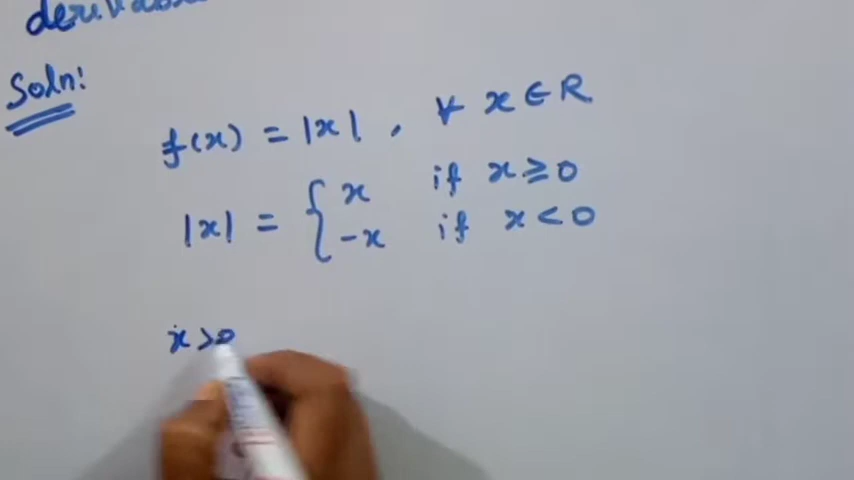 Soln:
f(x) = |x| , ∀ x ∈ R
|x| = { x if x ≥ 0
-x if x < 0
x > 0